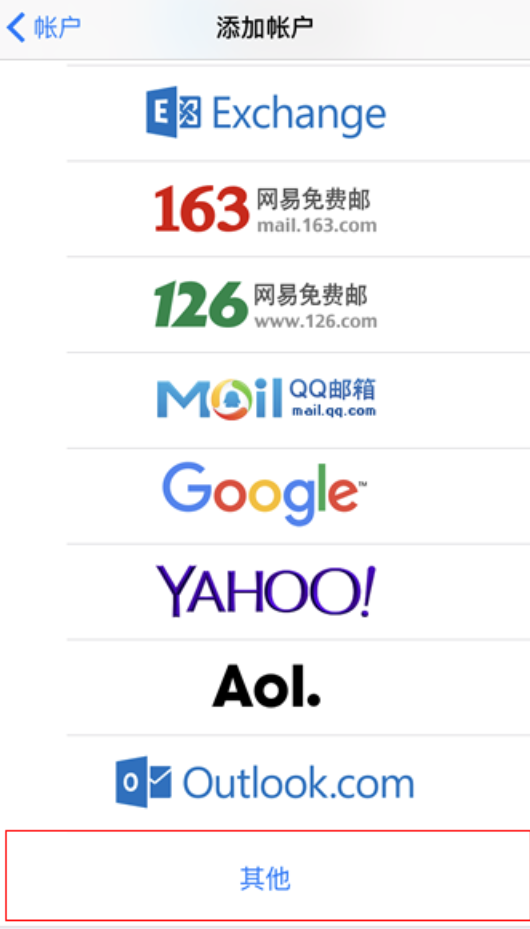 帐户
添加帐户
E Exchange
163 网易免费邮
mail.163.com
126 网易免费邮
www.126.com
Mail QQ邮箱
mail.qq.com
Google™
YAHOO!
Aol.
O Outlook.com
其他